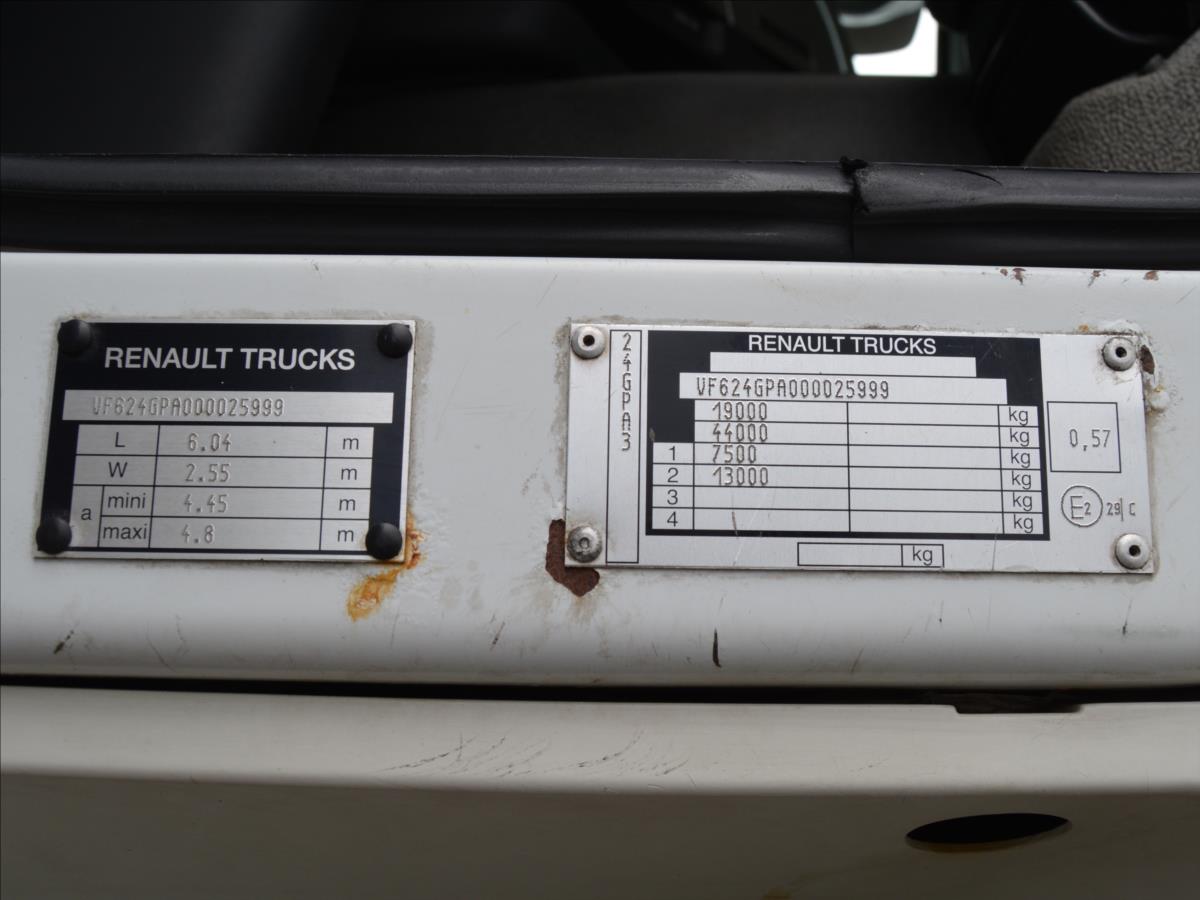 RENAULT TRUCKS
VF624GPA000025999
L 6.04 m
W 2.55 m
a mini 4.45 m
maxi 4.8 m
24GPA3
RENAULT TRUCKS
VF624GPA000025999
19000 kg
44000 kg
1 7500 kg
2 13000 kg
3 kg
4 kg
kg
0,57
E2 29 C